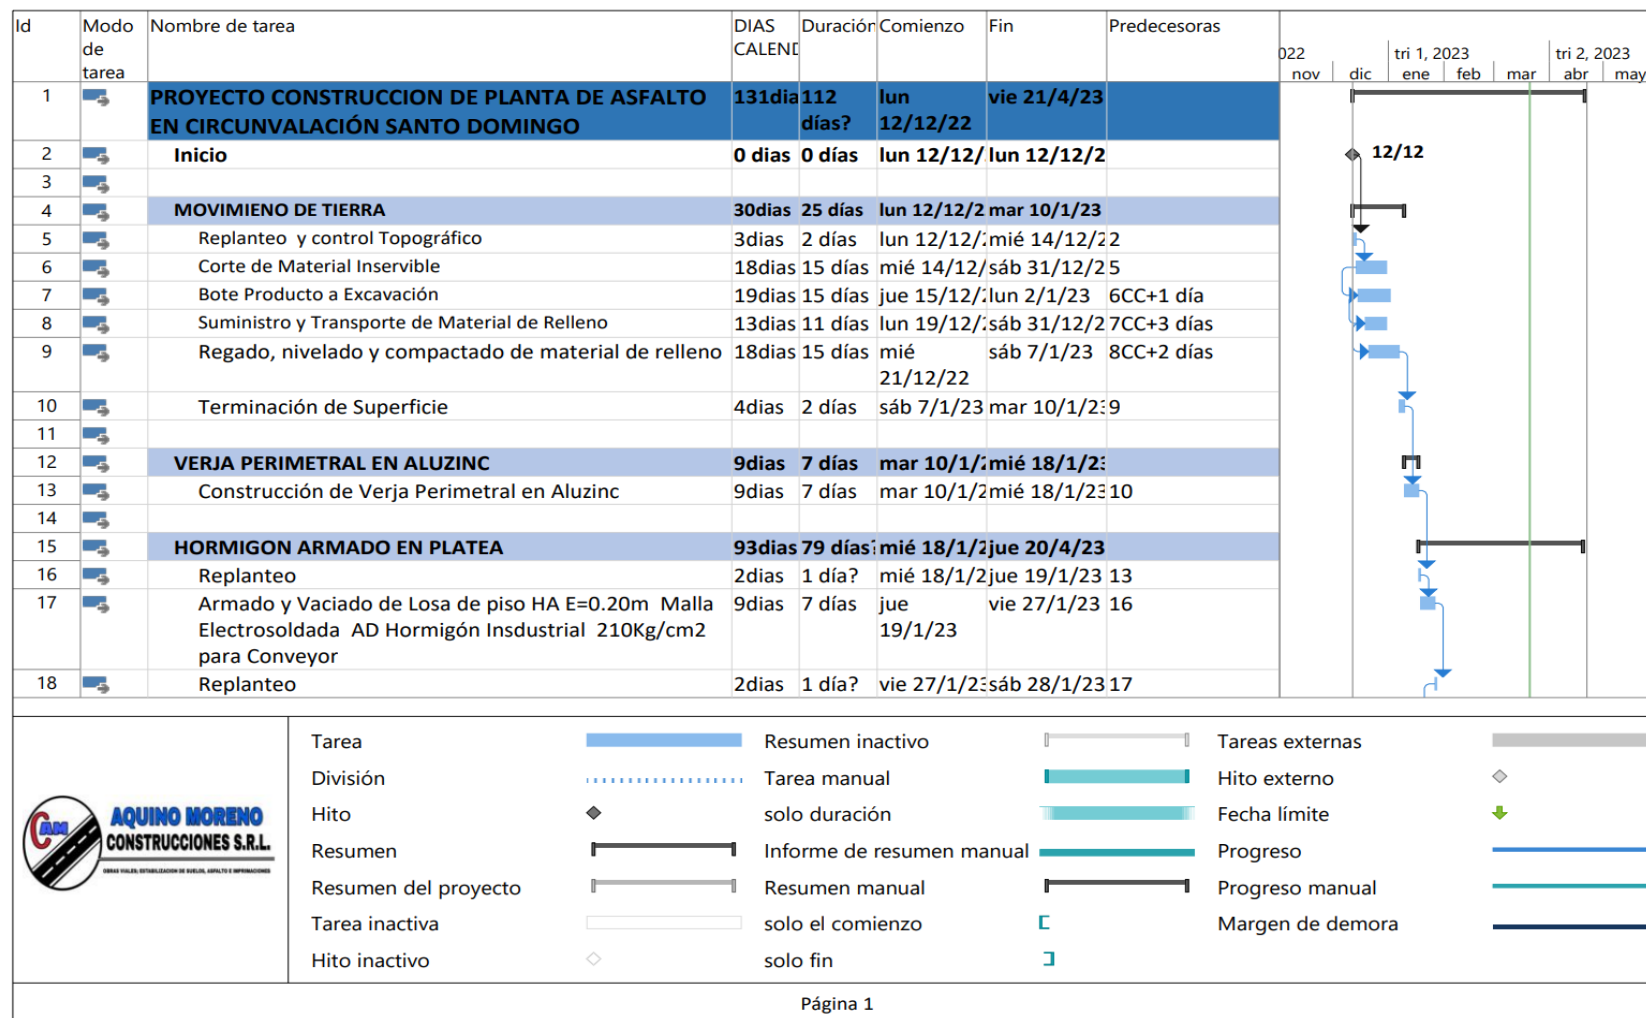 Id Modo de tarea Nombre de tarea DIAS CALEND Duración Comienzo Fin Predecesoras
022 tri 1, 2023 tri 2, 2023
nov dic ene feb mar abr may
1 PROYECTO CONSTRUCCION DE PLANTA DE ASFALTO EN CIRCUNVALACIÓN SANTO DOMINGO 131dia 112 días? lun 12/12/22 vie 21/4/23
2 Inicio 0 dias 0 días lun 12/12/ lun 12/12/2
12/12
3
4 MOVIMIENO DE TIERRA 30dias 25 días lun 12/12/2 mar 10/1/23
5 Replanteo y control Topográfico 3dias 2 días lun 12/12/2 mié 14/12/2 2
6 Corte de Material Inservible 18dias 15 días mié 14/12/ sáb 31/12/2 5
7 Bote Producto a Excavación 19dias 15 días jue 15/12/2 lun 2/1/23 6CC+1 día
8 Suministro y Transporte de Material de Relleno 13dias 11 días lun 19/12/2 sáb 31/12/2 7CC+3 días
9 Regado, nivelado y compactado de material de relleno 18dias 15 días mié 21/12/22 sáb 7/1/23 8CC+2 días
10 Terminación de Superficie 4dias 2 días sáb 7/1/23 mar 10/1/23 9
11
12 VERJA PERIMETRAL EN ALUZINC 9dias 7 días mar 10/1/2 mié 18/1/23
13 Construcción de Verja Perimetral en Aluzinc 9dias 7 días mar 10/1/2 mié 18/1/23 10
14
15 HORMIGON ARMADO EN PLATEA 93dias 79 días? mié 18/1/2 jue 20/4/23
16 Replanteo 2dias 1 día? mié 18/1/2 jue 19/1/23 13
17 Armado y Vaciado de Losa de piso HA E=0.20m Malla Electrosoldada AD Hormigón Insdustrial 210Kg/cm2 para Conveyor 9dias 7 días jue 19/1/23 vie 27/1/23 16
18 Replanteo 2dias 1 día? vie 27/1/23 sáb 28/1/23 17
CAM
AQUINO MORENO
CONSTRUCCIONES S.R.L.
OBRAS VIALES; ESTABILIZACION DE SUELOS, ASFALTO E IMPRIMACIONES
Tarea Resumen inactivo Tareas externas
División Tarea manual Hito externo
Hito solo duración Fecha límite
Resumen Informe de resumen manual Progreso
Resumen del proyecto Resumen manual Progreso manual
Tarea inactiva solo el comienzo Margen de demora
Hito inactivo solo fin
Página 1